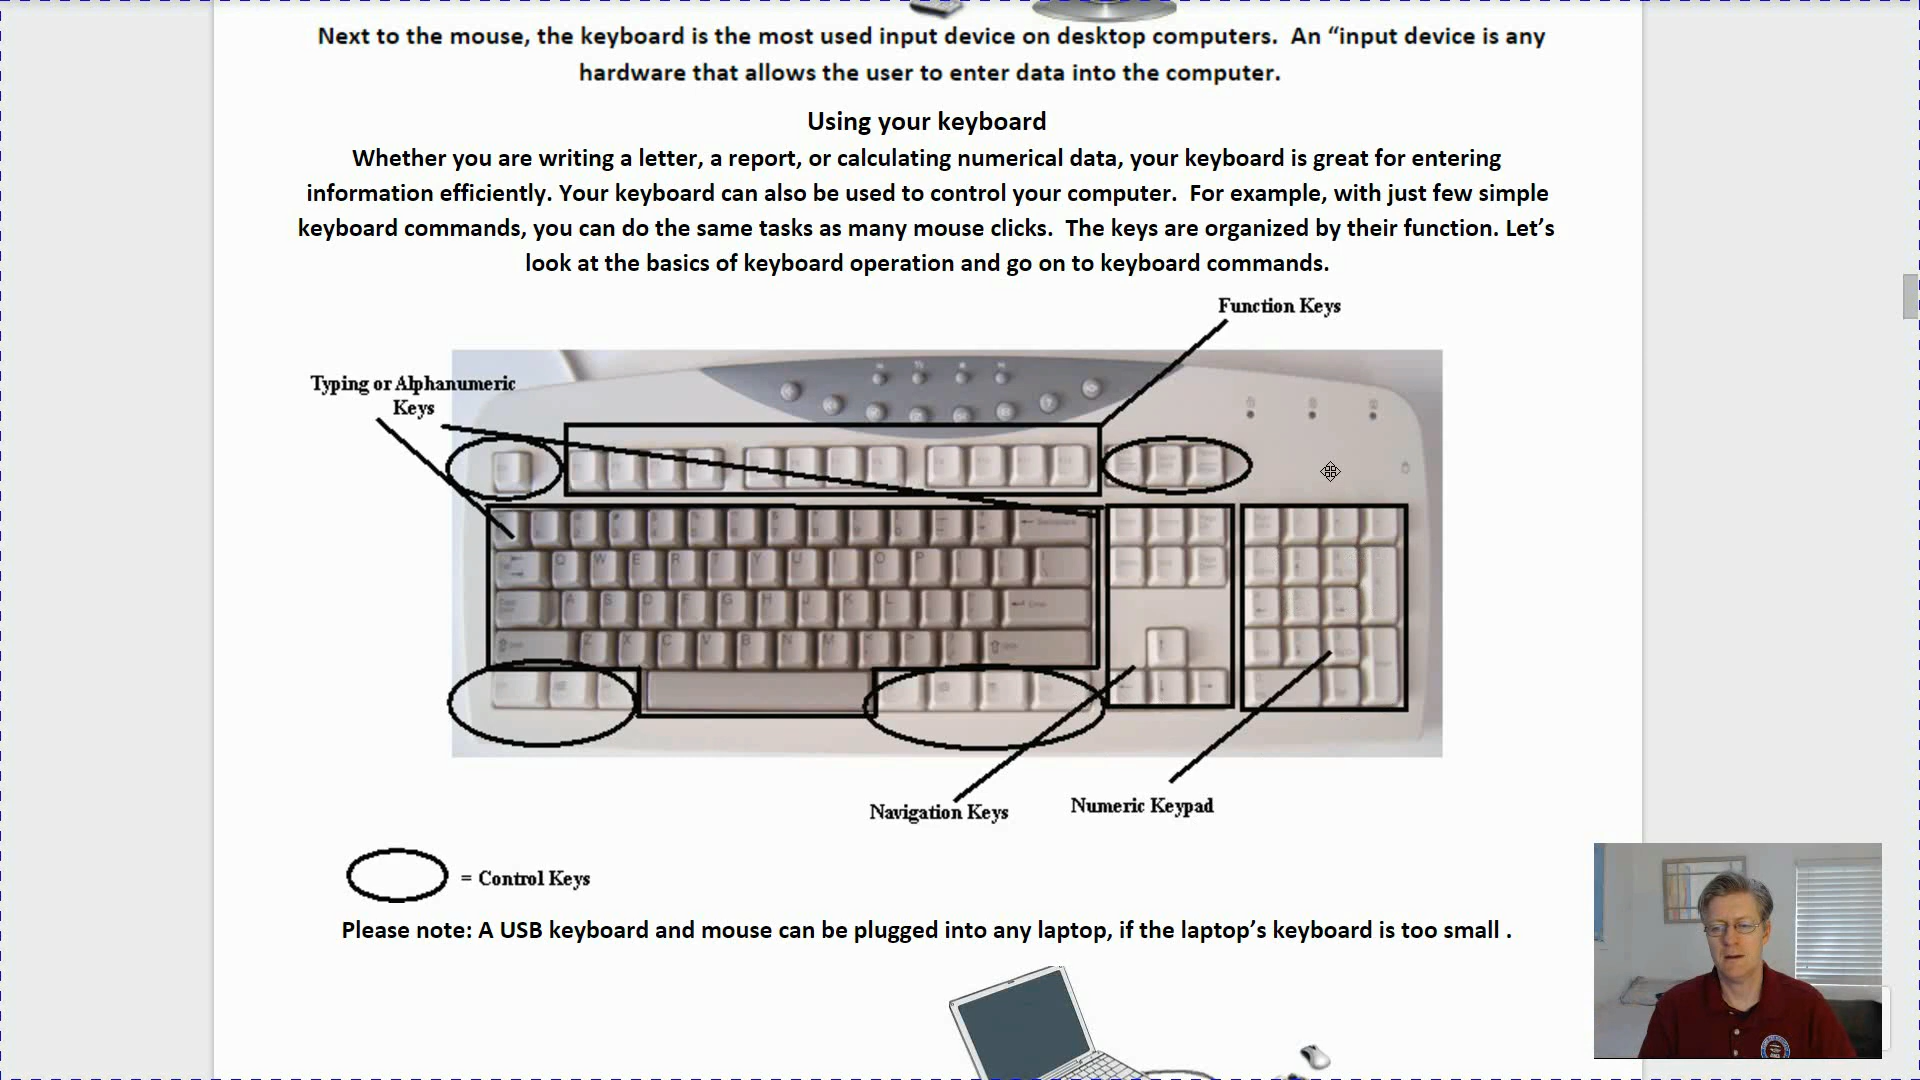 Next to the mouse, the keyboard is the most used input device on desktop computers.  An “input device is any
hardware that allows the user to enter data into the computer.
Using your keyboard
Whether you are writing a letter, a report, or calculating numerical data, your keyboard is great for entering
information efficiently. Your keyboard can also be used to control your computer.  For example, with just few simple
keyboard commands, you can do the same tasks as many mouse clicks.  The keys are organized by their function. Let’s
look at the basics of keyboard operation and go on to keyboard commands.
Function Keys
Typing or Alphanumeric
Keys
Q W E R T Y U I O P
A S D F G H J K L
Z X C V B N M
Navigation Keys
Numeric Keypad
= Control Keys
Please note: A USB keyboard and mouse can be plugged into any laptop, if the laptop’s keyboard is too small .